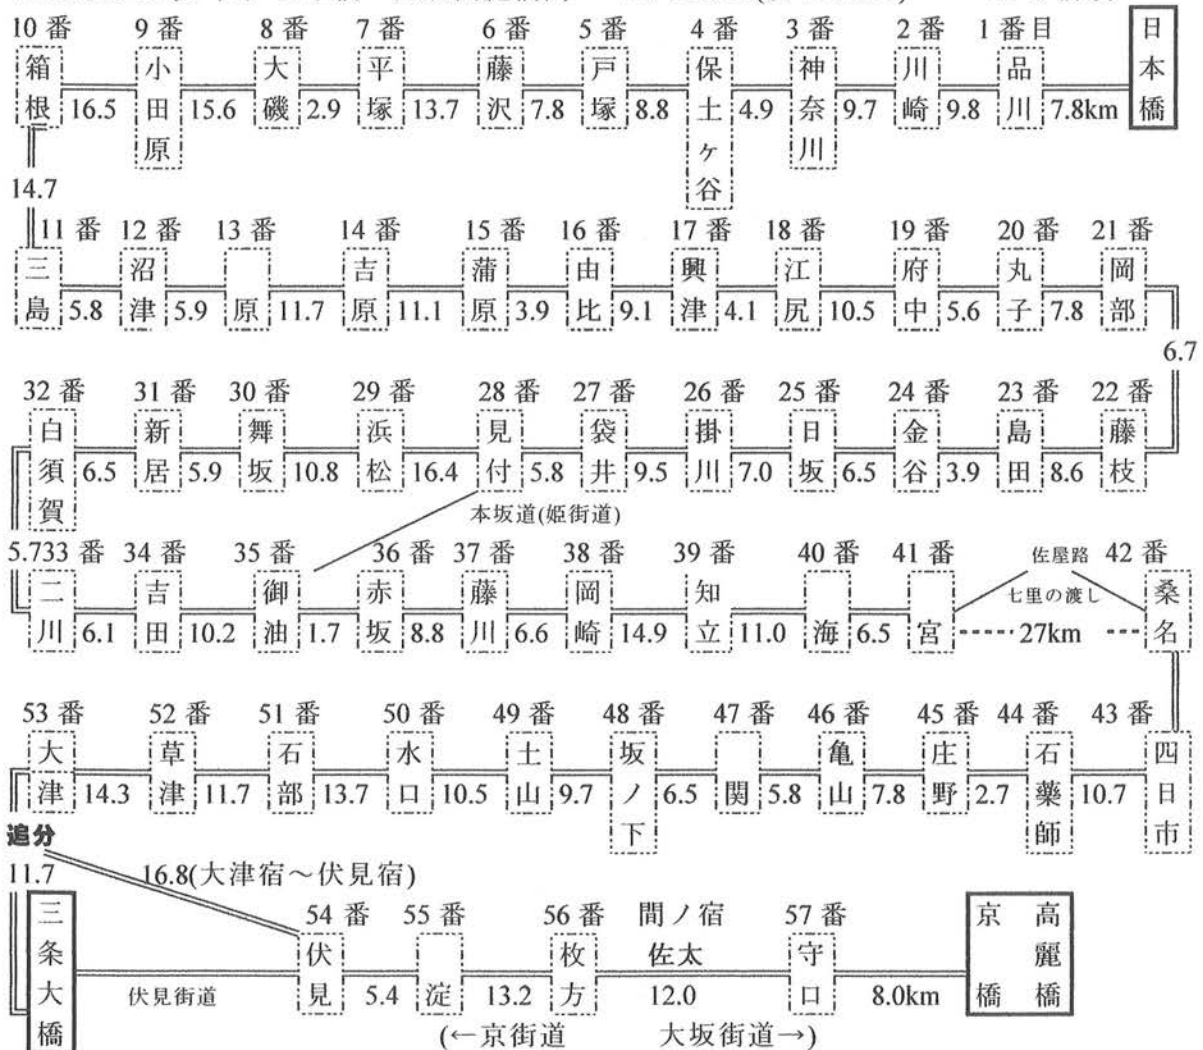 10番 9番 8番 7番 6番 5番 4番 3番 2番 1番目 日本橋
箱根 16.5 小田原 15.6 大磯 2.9 平塚 13.7 藤沢 7.8 戸塚 8.8 保土ヶ谷 4.9 神奈川 9.7 川崎 9.8 品川 7.8km
14.7
11番 12番 13番 14番 15番 16番 17番 18番 19番 20番 21番
三島 5.8 沼津 5.9 原 11.7 吉原 11.1 蒲原 3.9 由比 9.1 興津 4.1 江尻 10.5 府中 5.6 丸子 7.8 岡部
6.7
32番 31番 30番 29番 28番 27番 26番 25番 24番 23番 22番
白須賀 6.5 新居 5.9 舞坂 10.8 浜松 16.4 見付 5.8 袋井 9.5 掛川 7.0 日坂 6.5 金谷 3.9 島田 8.6 藤枝
本坂道(姫街道)
5.7 33番 34番 35番 36番 37番 38番 39番 40番 41番 佐屋路 42番
二川 6.1 吉田 10.2 御油 1.7 赤坂 8.8 藤川 6.6 岡崎 14.9 知立 11.0 海 6.5 宮 七里の渡し 27km 桑名
53番 52番 51番 50番 49番 48番 47番 46番 45番 44番 43番
大津 14.3 草津 11.7 石部 13.7 水口 10.5 土山 9.7 坂ノ下 6.5 関 5.8 亀山 7.8 庄野 2.7 石薬師 10.7 四日市
追分
11.7 16.8(大津宿～伏見宿)
三条大橋 54番 55番 56番 間ノ宿 57番 京橋 高麗橋
伏見街道 伏見 5.4 淀 13.2 枚方 佐太 12.0 守口 8.0km
(←京街道 大坂街道→)